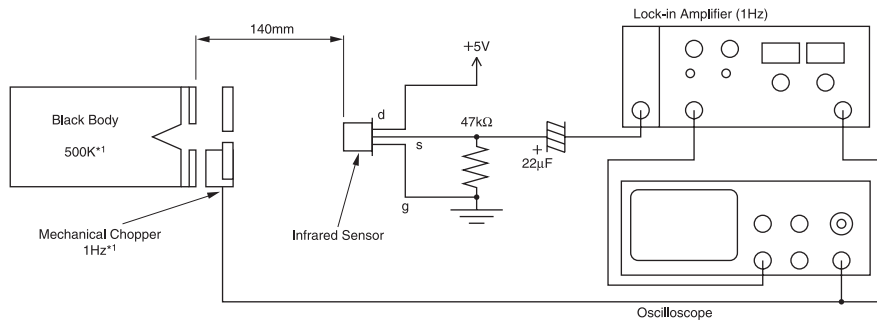 Lock-in Amplifier (1Hz)
140mm
+5V
Black Body
500K*1
d
s
g
47kΩ
+
22μF
Mechanical Chopper
1Hz*1
Infrared Sensor
Oscilloscope